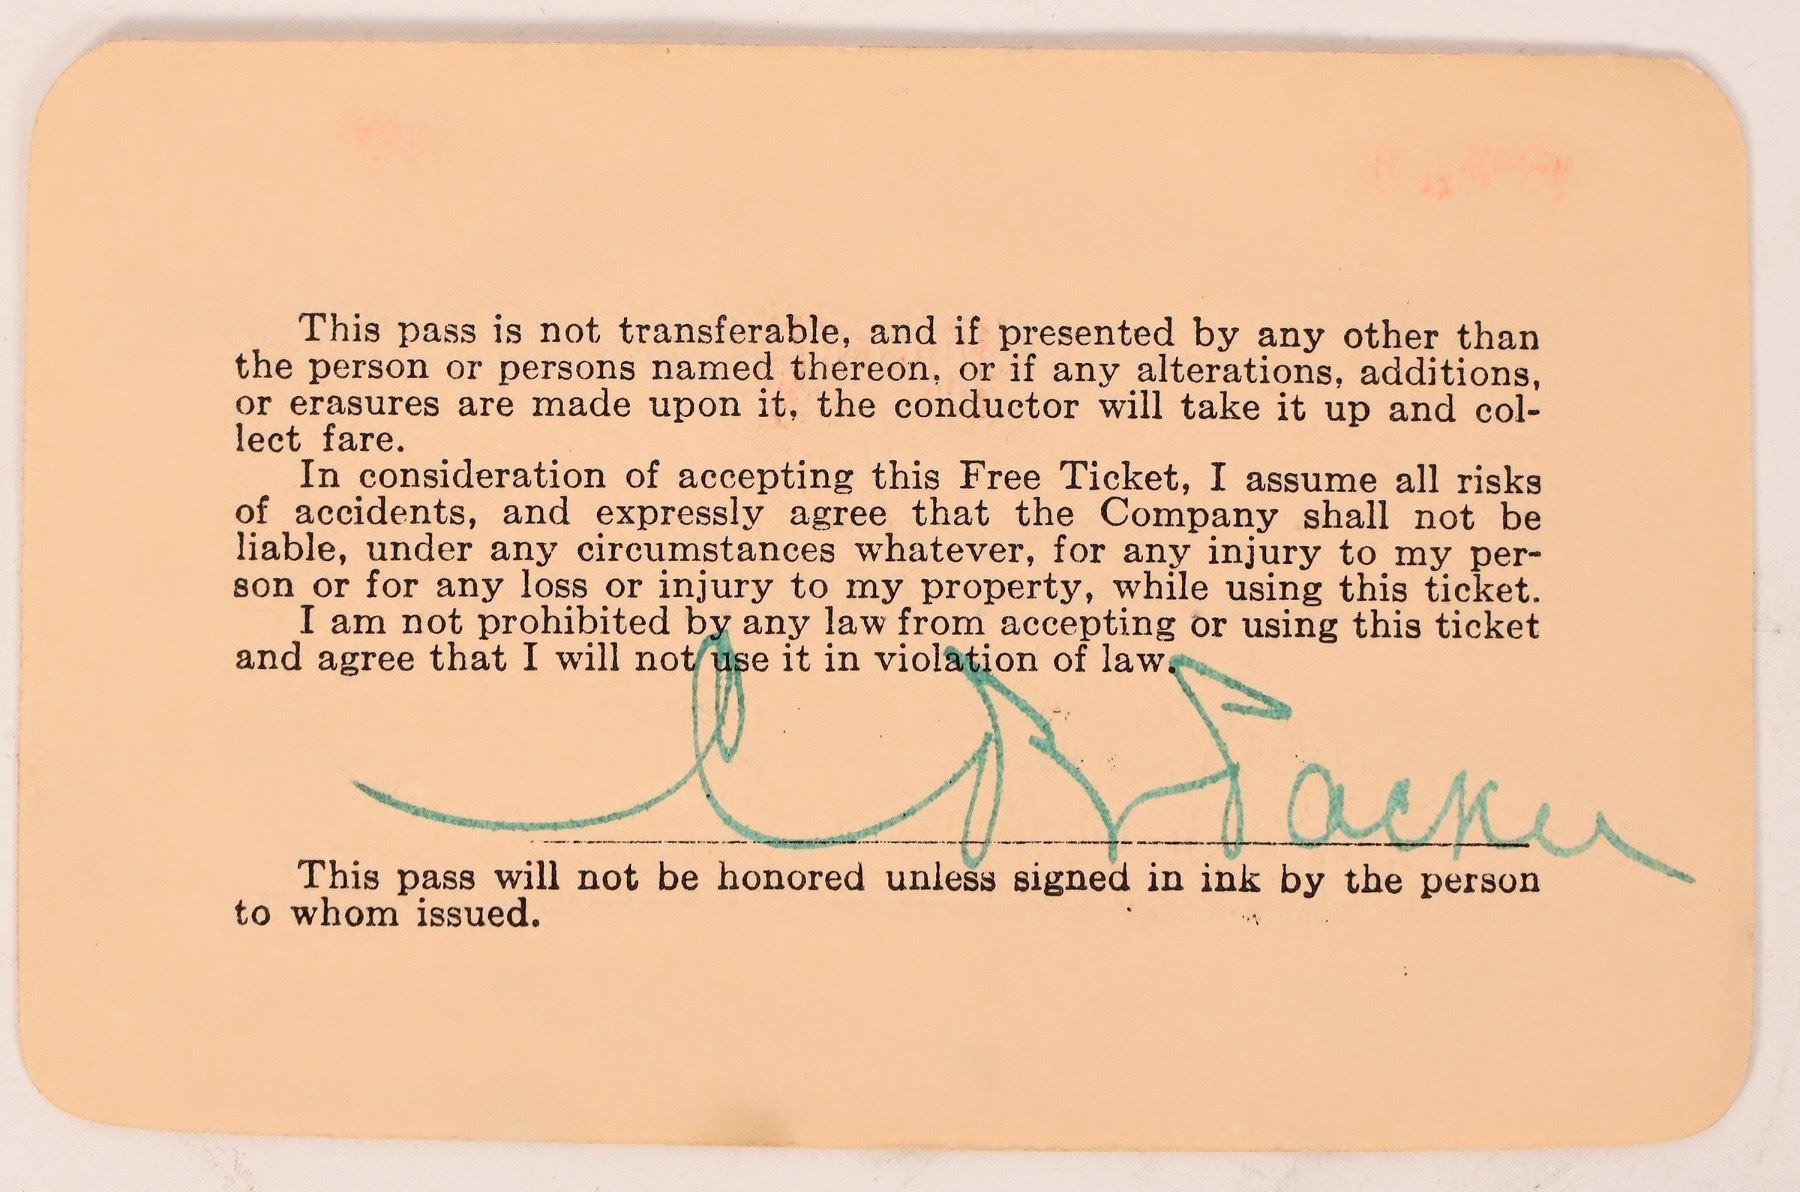 This pass is not transferable, and if presented by any other than
the person or persons named thereon, or if any alterations, additions,
or erasures are made upon it, the conductor will take it up and col-
lect fare.
In consideration of accepting this Free Ticket, I assume all risks
of accidents, and expressly agree that the Company shall not be
liable, under any circumstances whatever, for any injury to my per-
son or for any loss or injury to my property, while using this ticket.
I am not prohibited by any law from accepting or using this ticket
and agree that I will not use it in violation of law.
This pass will not be honored unless signed in ink by the person
to whom issued.